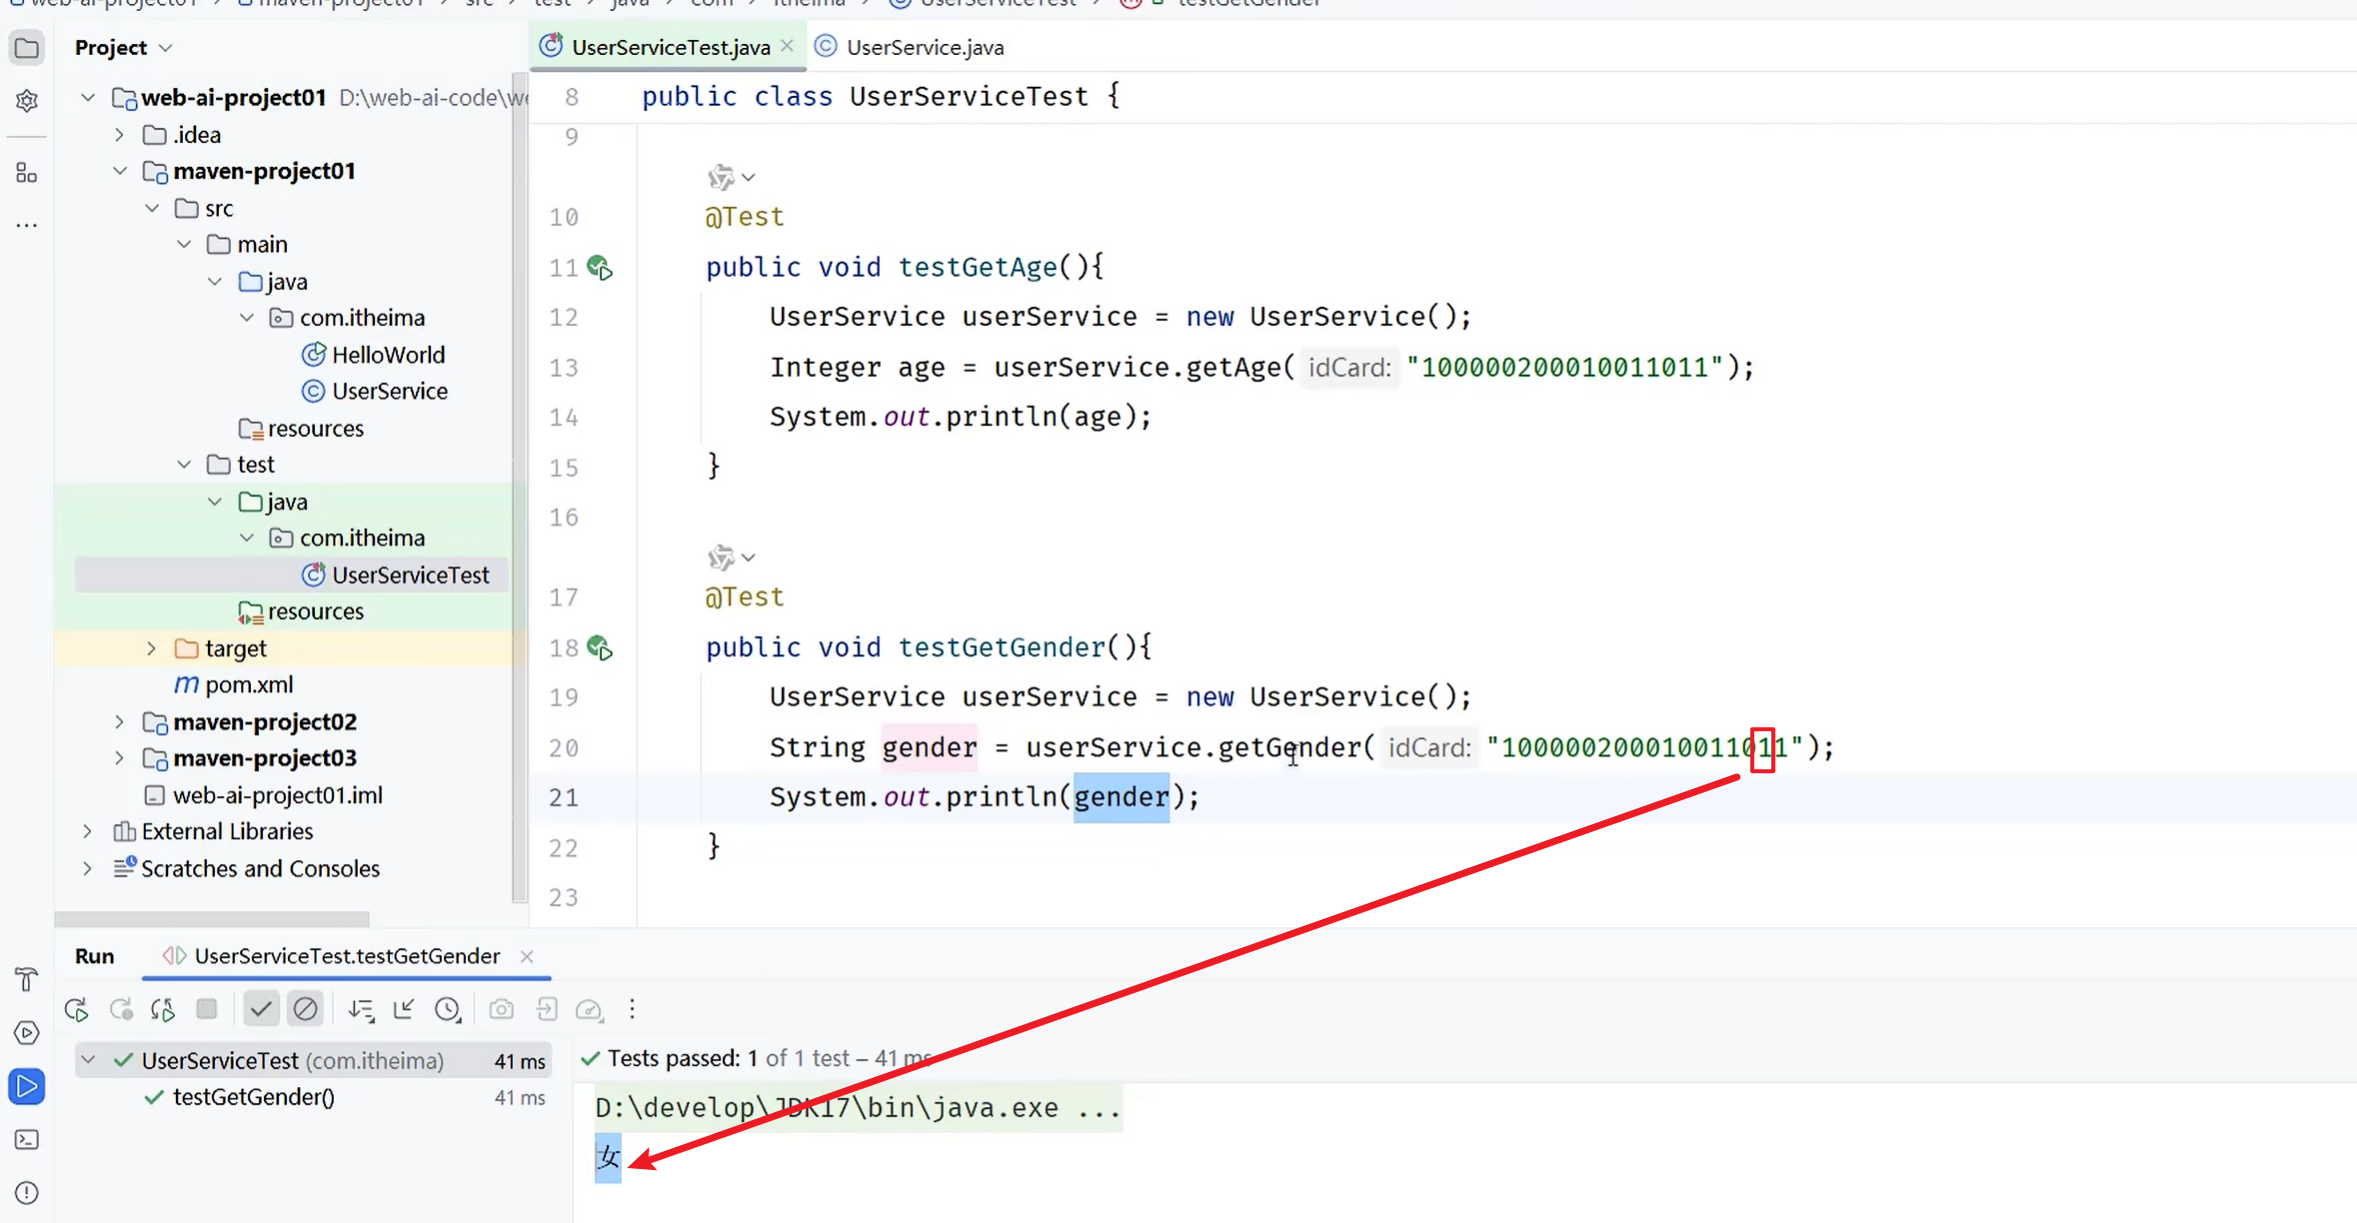 web-ai-project01 > maven-project01 > src > test > java > com > itheima > UserServiceTest > testGetGender
Project
UserServiceTest.java
UserService.java
web-ai-project01 D:\web-ai-code\we
.idea
maven-project01
src
main
java
com.itheima
HelloWorld
UserService
resources
test
java
com.itheima
UserServiceTest
resources
target
pom.xml
maven-project02
maven-project03
web-ai-project01.iml
External Libraries
Scratches and Consoles
8 public class UserServiceTest {
9
10 @Test
11 public void testGetAge(){
12 UserService userService = new UserService();
13 Integer age = userService.getAge( idCard: "100000200010011011");
14 System.out.println(age);
15 }
16
17 @Test
18 public void testGetGender(){
19 UserService userService = new UserService();
20 String gender = userService.getGender( idCard: "100000200010011011");
21 System.out.println(gender);
22 }
23
Run UserServiceTest.testGetGender
UserServiceTest (com.itheima) 41 ms
testGetGender() 41 ms
Tests passed: 1 of 1 test – 41 ms
D:\develop\JDK17\bin\java.exe ...
女